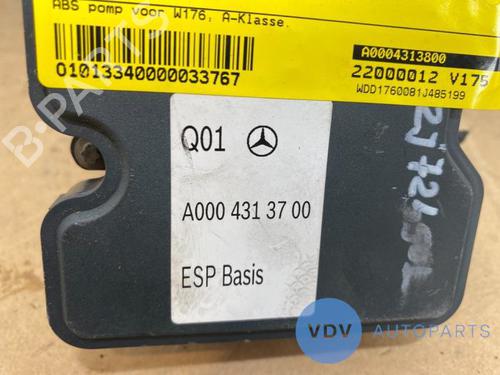 ABS pomp voor W176, A-Klasse.
01013340000033767
A0004313800
22000012 V175
WDD1760081J485199
Q01
A000 431 37 00
ESP Basis
B-PARTS
VDV AUTOPARTS